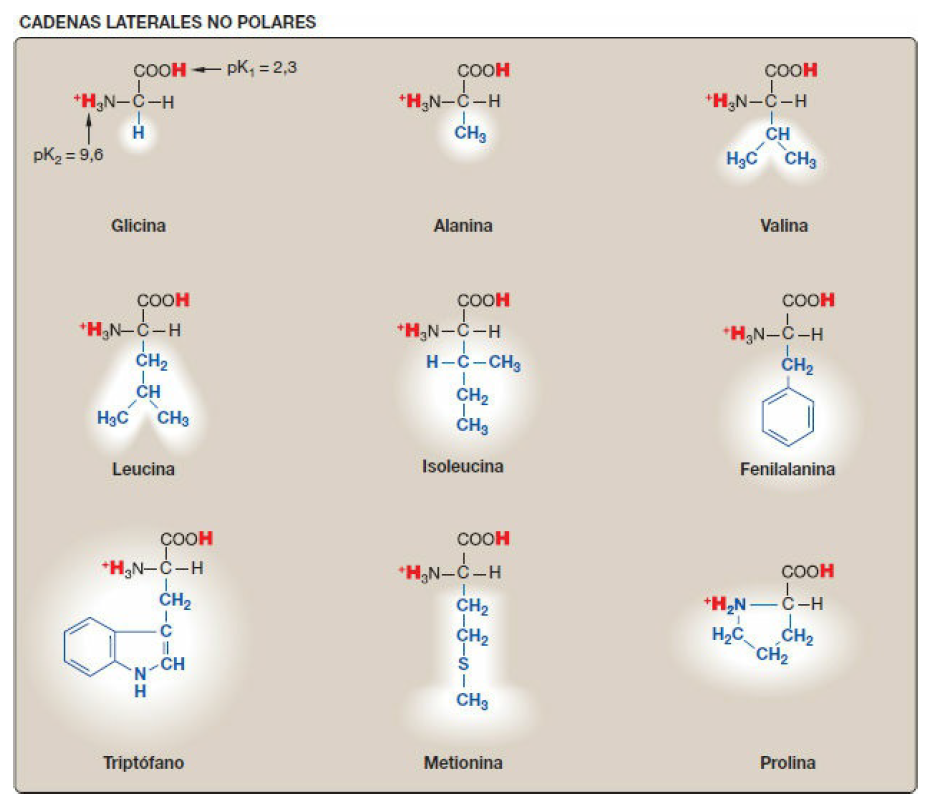 CADENAS LATERALES NO POLARES
COOH
pK₁ = 2,3
⁺H₃N–C–H
H
pK₂ = 9,6
Glicina
COOH
⁺H₃N–C–H
CH₃
Alanina
COOH
⁺H₃N–C–H
CH
H₃C CH₃
Valina
COOH
⁺H₃N–C–H
CH₂
CH
H₃C CH₃
Leucina
COOH
⁺H₃N–C–H
H–C–CH₃
CH₂
CH₃
Isoleucina
COOH
⁺H₃N–C–H
CH₂
Fenilalanina
COOH
⁺H₃N–C–H
CH₂
C
CH
N
H
Triptófano
COOH
⁺H₃N–C–H
CH₂
CH₂
S
CH₃
Metionina
COOH
⁺H₂N–C–H
H₂C CH₂
CH₂
Prolina